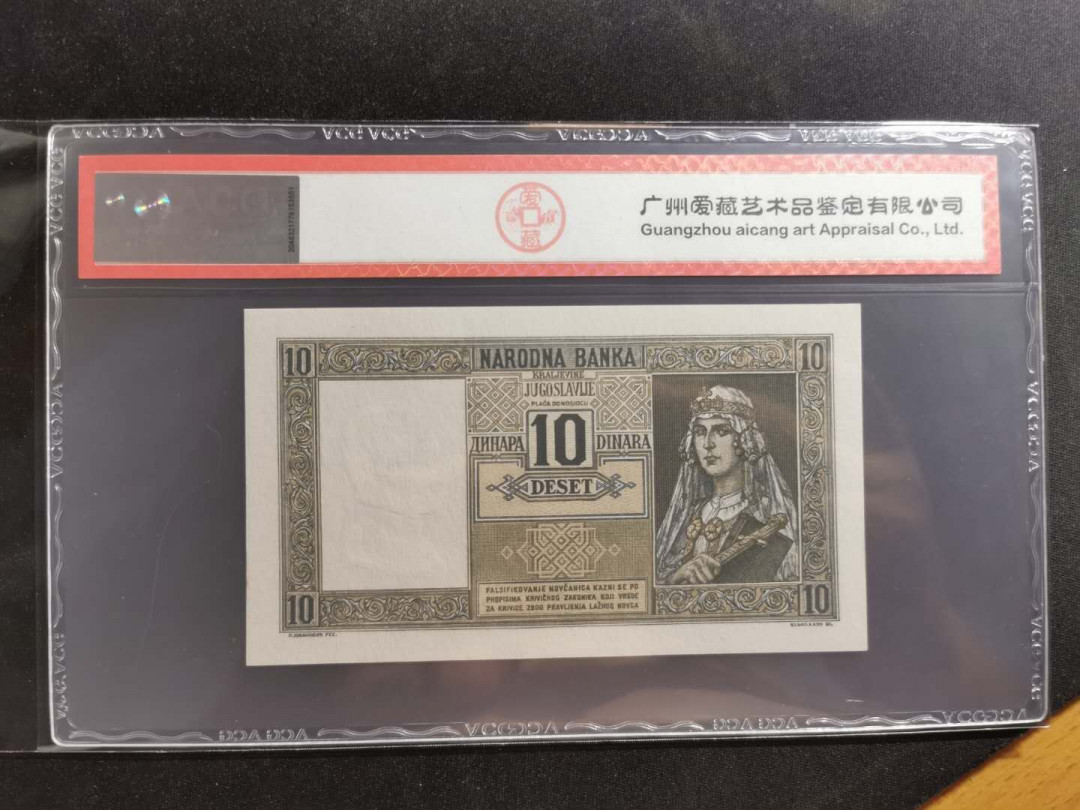 爱
藏
广州爱藏艺术品鉴定有限公司
Guangzhou aicang art Appraisal Co., Ltd.
10 NARODNA BANKA 10
KRALJEVINE
JUGOSLAVIJE
PLAĆA DONOSIOCU
ДИНАРА 10 DINARA
DESET
FALSIFIKOVANJE NOVČANICA KAZNI SE PO
PROPISIMA KRIVIČNOG ZAKONIKA KOJI VREDE
ZA KRIVICE ZBOG PRAVLJENJA LAŽNOG NOVCA
10 10